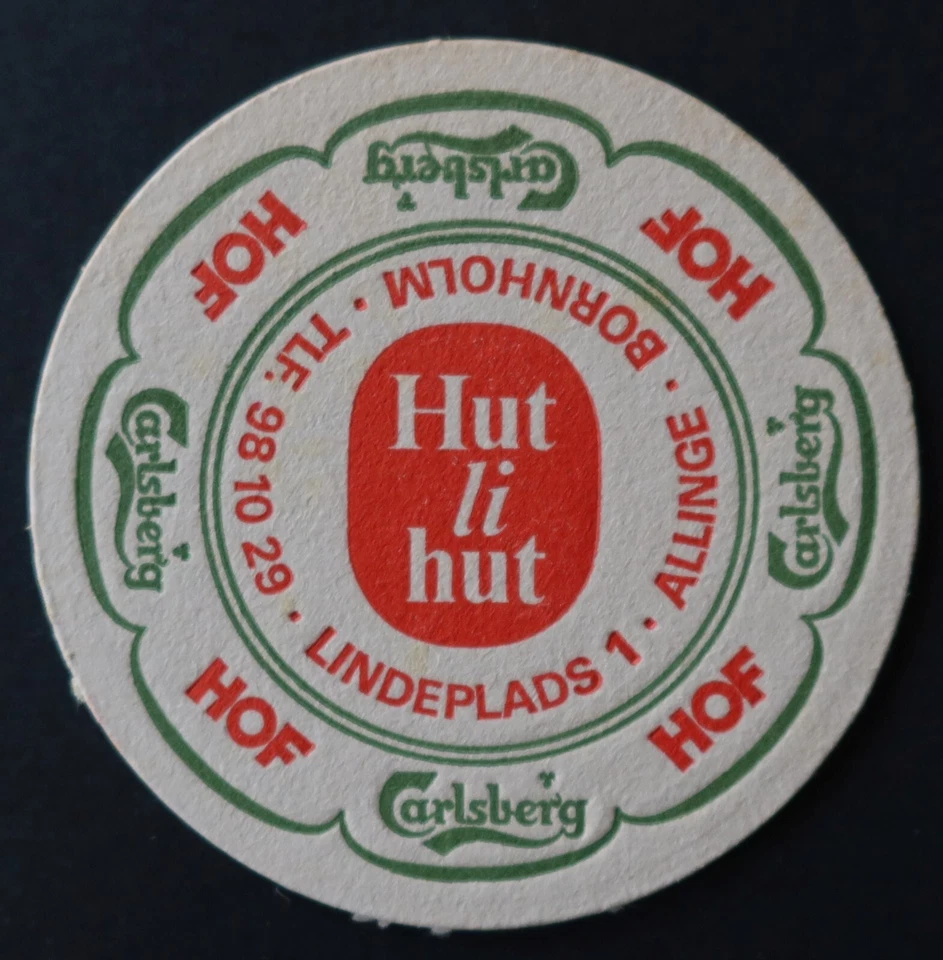 Hut
li
hut
LINDEPLADS 1 · ALLINGE · BORNHOLM · TLF. 98 10 29 ·
Carlsberg
HOF
Carlsberg
HOF
Carlsberg
HOF
Carlsberg
HOF